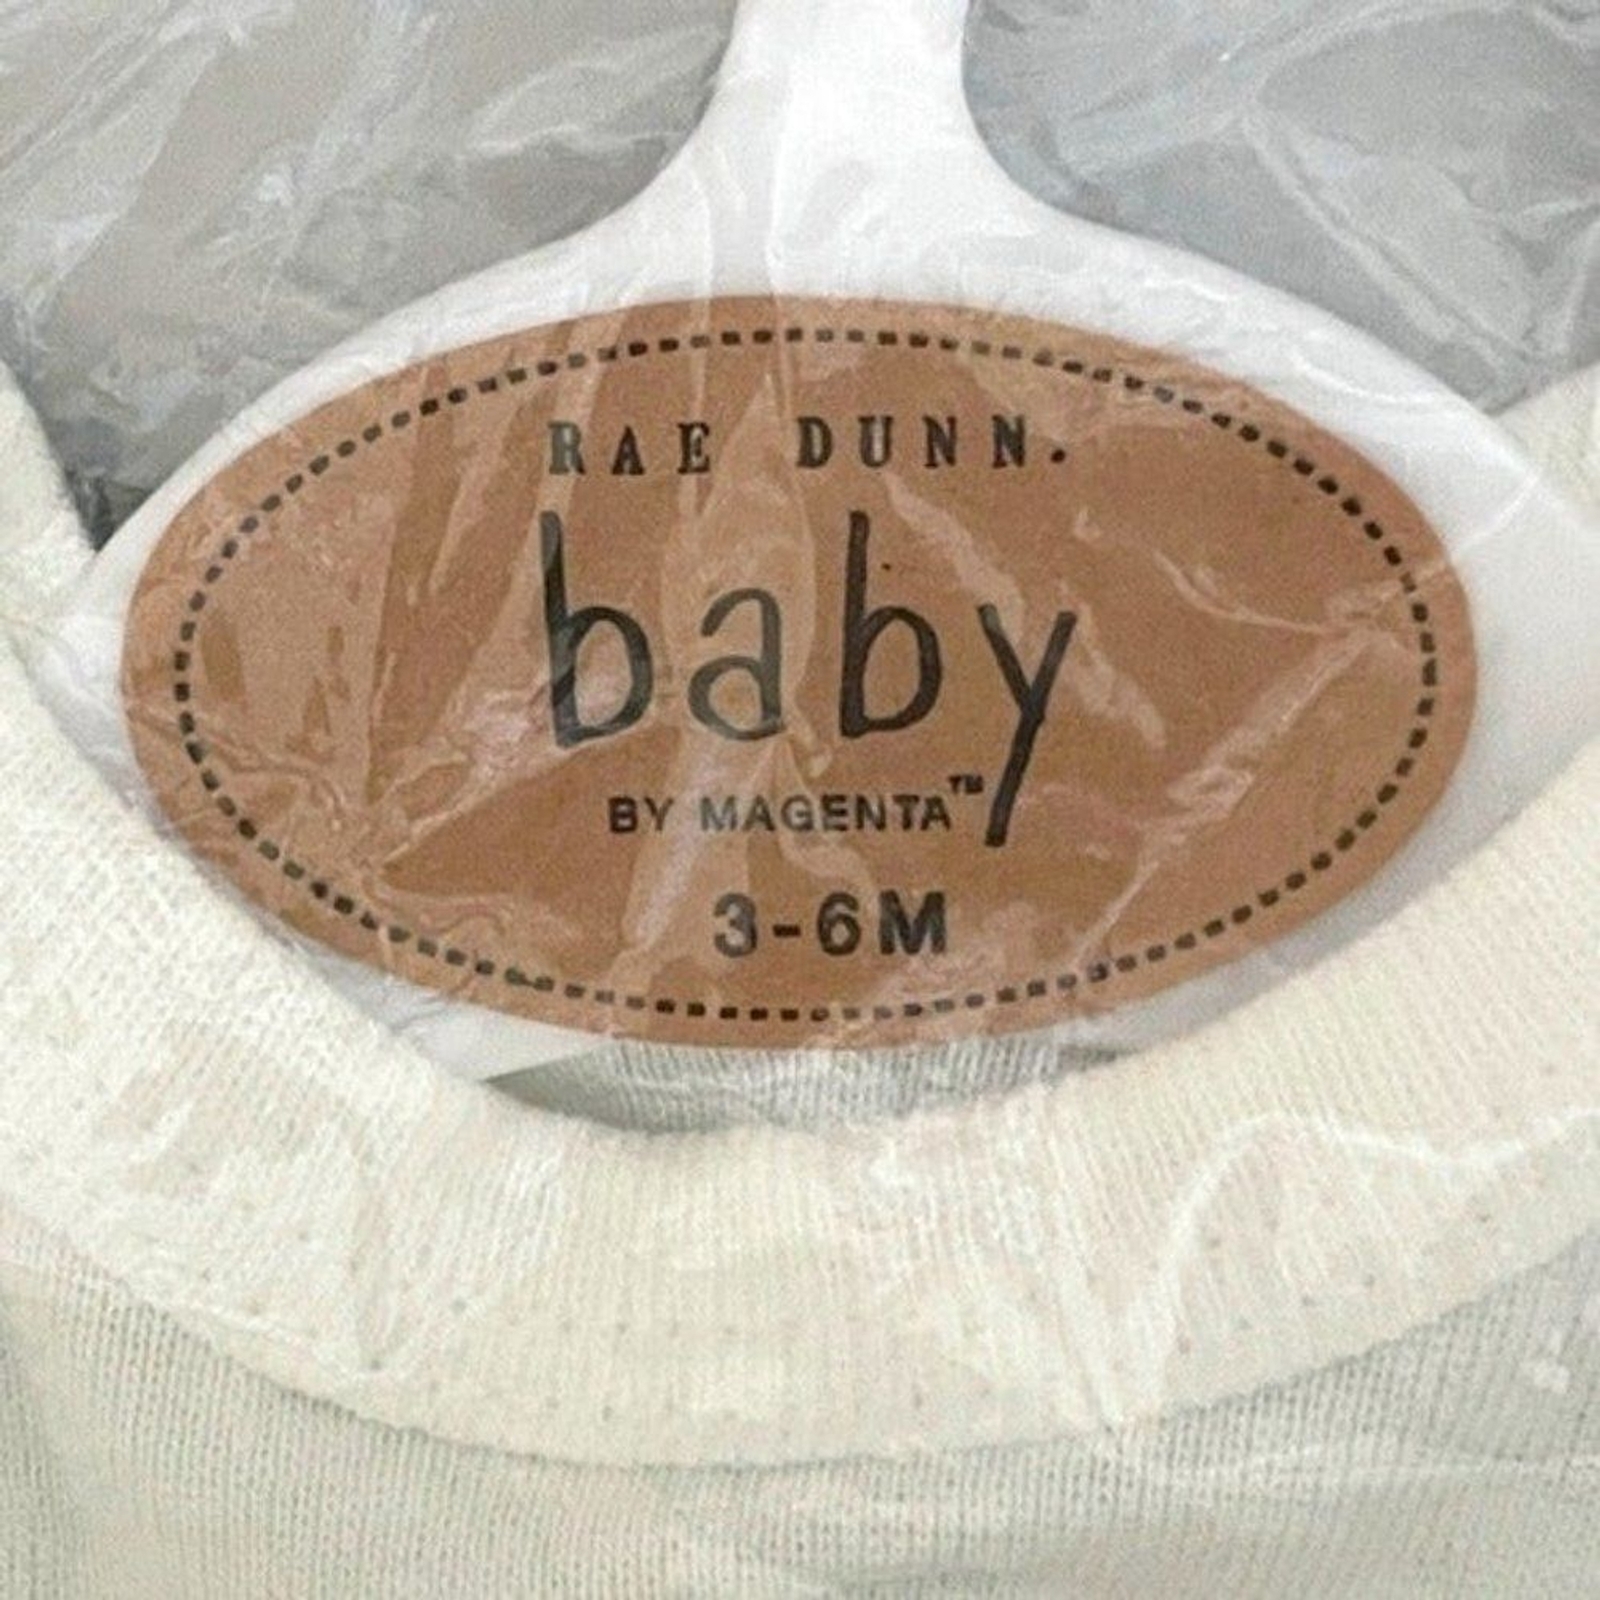 RAE DUNN.
baby
BY MAGENTA™
3-6M